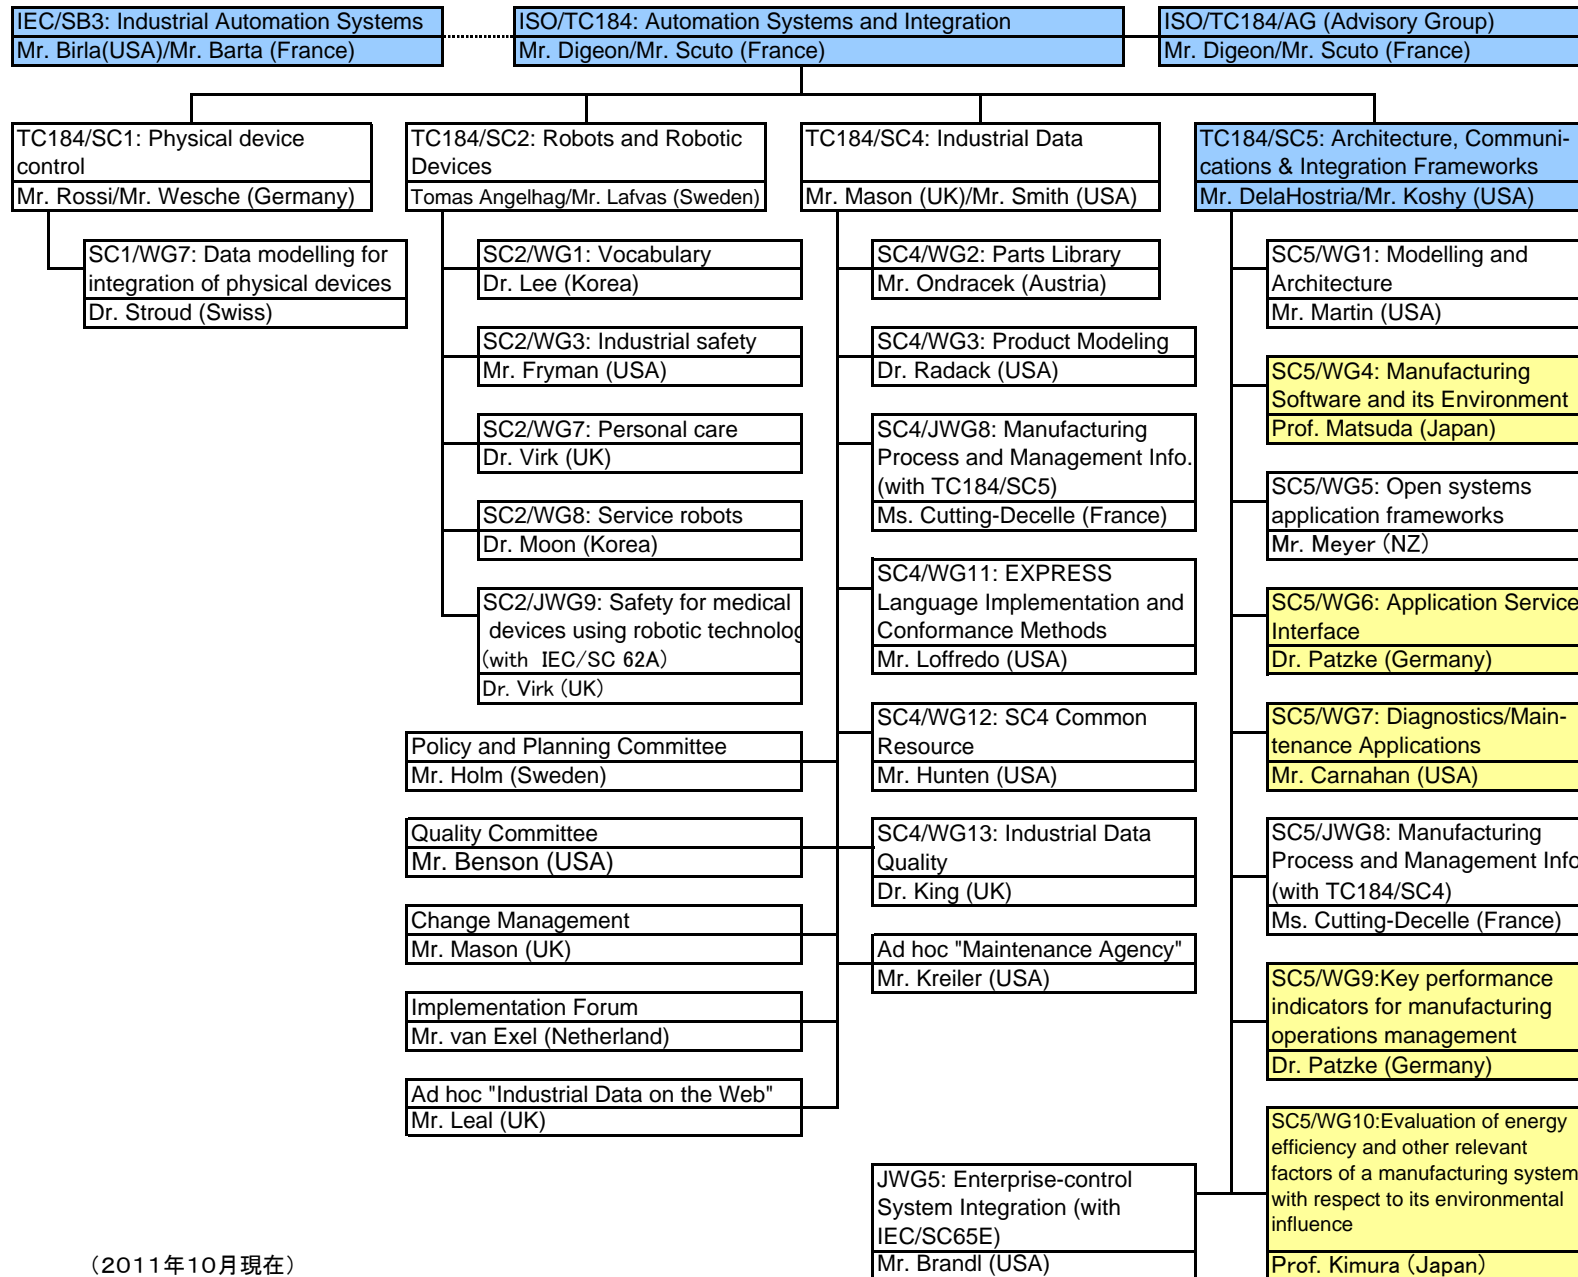 IEC/SB3: Industrial Automation Systems
Mr. Birla(USA)/Mr. Barta (France)
ISO/TC184: Automation Systems and Integration
Mr. Digeon/Mr. Scuto (France)
ISO/TC184/AG (Advisory Group)
Mr. Digeon/Mr. Scuto (France)
TC184/SC1: Physical device
control
Mr. Rossi/Mr. Wesche (Germany)
SC1/WG7: Data modelling for
integration of physical devices
Dr. Stroud (Swiss)
TC184/SC2: Robots and Robotic
Devices
Tomas Angelhag/Mr. Lafvas (Sweden)
SC2/WG1: Vocabulary
Dr. Lee (Korea)
SC2/WG3: Industrial safety
Mr. Fryman (USA)
SC2/WG7: Personal care
Dr. Virk (UK)
SC2/WG8: Service robots
Dr. Moon (Korea)
SC2/JWG9: Safety for medical
devices using robotic technolog
(with IEC/SC 62A)
Dr. Virk (UK)
TC184/SC4: Industrial Data
Mr. Mason (UK)/Mr. Smith (USA)
SC4/WG2: Parts Library
Mr. Ondracek (Austria)
SC4/WG3: Product Modeling
Dr. Radack (USA)
SC4/JWG8: Manufacturing
Process and Management Info.
(with TC184/SC5)
Ms. Cutting-Decelle (France)
SC4/WG11: EXPRESS
Language Implementation and
Conformance Methods
Mr. Loffredo (USA)
SC4/WG12: SC4 Common
Resource
Mr. Hunten (USA)
SC4/WG13: Industrial Data
Quality
Dr. King (UK)
Ad hoc "Maintenance Agency"
Mr. Kreiler (USA)
Policy and Planning Committee
Mr. Holm (Sweden)
Quality Committee
Mr. Benson (USA)
Change Management
Mr. Mason (UK)
Implementation Forum
Mr. van Exel (Netherland)
Ad hoc "Industrial Data on the Web"
Mr. Leal (UK)
TC184/SC5: Architecture, Communi-
cations & Integration Frameworks
Mr. DelaHostria/Mr. Koshy (USA)
SC5/WG1: Modelling and
Architecture
Mr. Martin (USA)
SC5/WG4: Manufacturing
Software and its Environment
Prof. Matsuda (Japan)
SC5/WG5: Open systems
application frameworks
Mr. Meyer (NZ)
SC5/WG6: Application Service
Interface
Dr. Patzke (Germany)
SC5/WG7: Diagnostics/Main-
tenance Applications
Mr. Carnahan (USA)
SC5/JWG8: Manufacturing
Process and Management Info
(with TC184/SC4)
Ms. Cutting-Decelle (France)
SC5/WG9:Key performance
indicators for manufacturing
operations management
Dr. Patzke (Germany)
SC5/WG10:Evaluation of energy
efficiency and other relevant
factors of a manufacturing system
with respect to its environmental
influence
Prof. Kimura (Japan)
JWG5: Enterprise-control
System Integration (with
IEC/SC65E)
Mr. Brandl (USA)
（2011年10月現在）